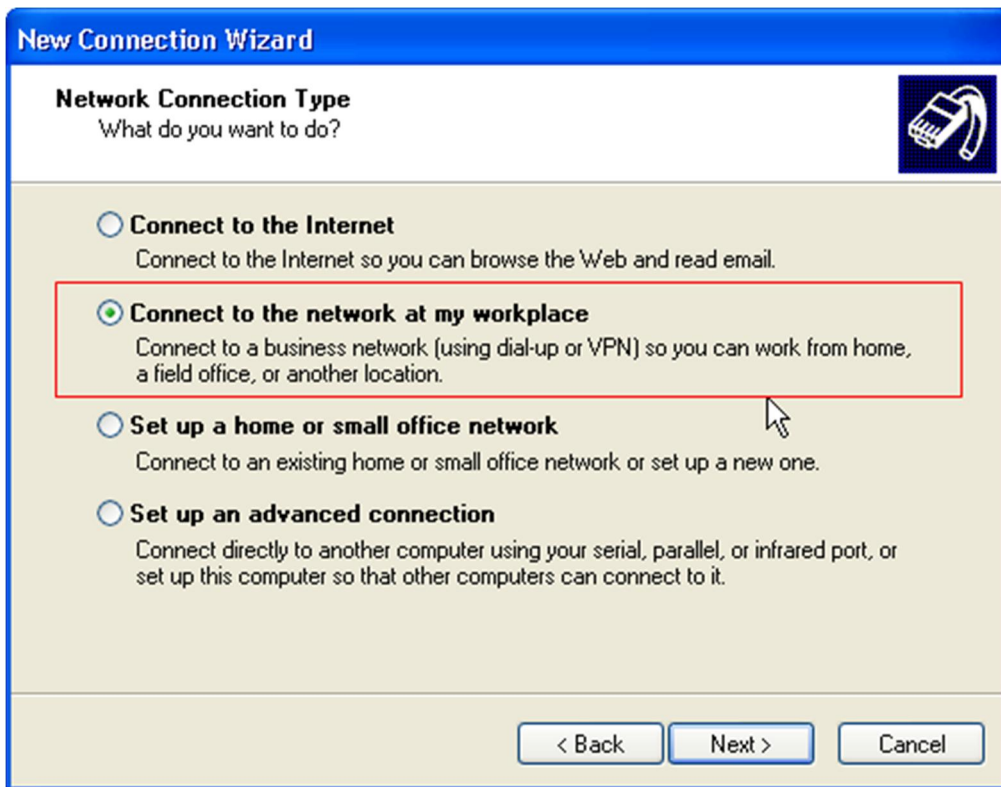 New Connection Wizard
Network Connection Type
What do you want to do?
Connect to the Internet
Connect to the Internet so you can browse the Web and read email.
Connect to the network at my workplace
Connect to a business network (using dial-up or VPN) so you can work from home,
a field office, or another location.
Set up a home or small office network
Connect to an existing home or small office network or set up a new one.
Set up an advanced connection
Connect directly to another computer using your serial, parallel, or infrared port, or
set up this computer so that other computers can connect to it.
< Back Next > Cancel